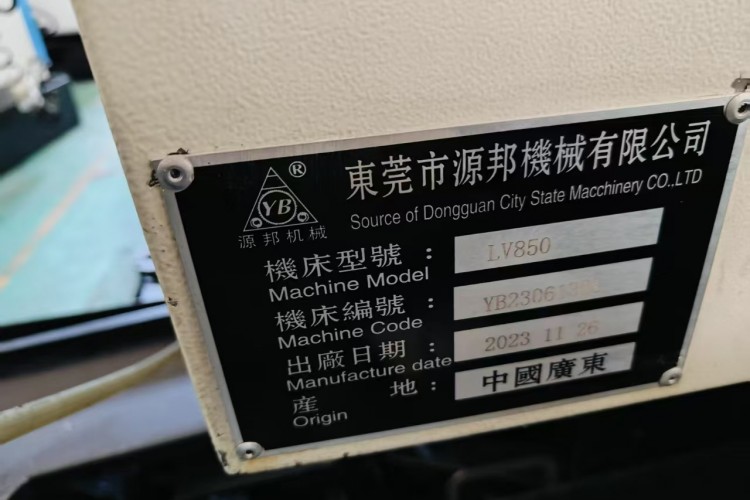 YB®
源邦机械
東莞市源邦機械有限公司
Source of Dongguan City State Macchinery CO.,LTD
機床型號： LV850
Machine Model
機床編號：
Machine Code
出廠日期： 2023 11 26
Manufacture date
産 地： 中國廣東
Origin